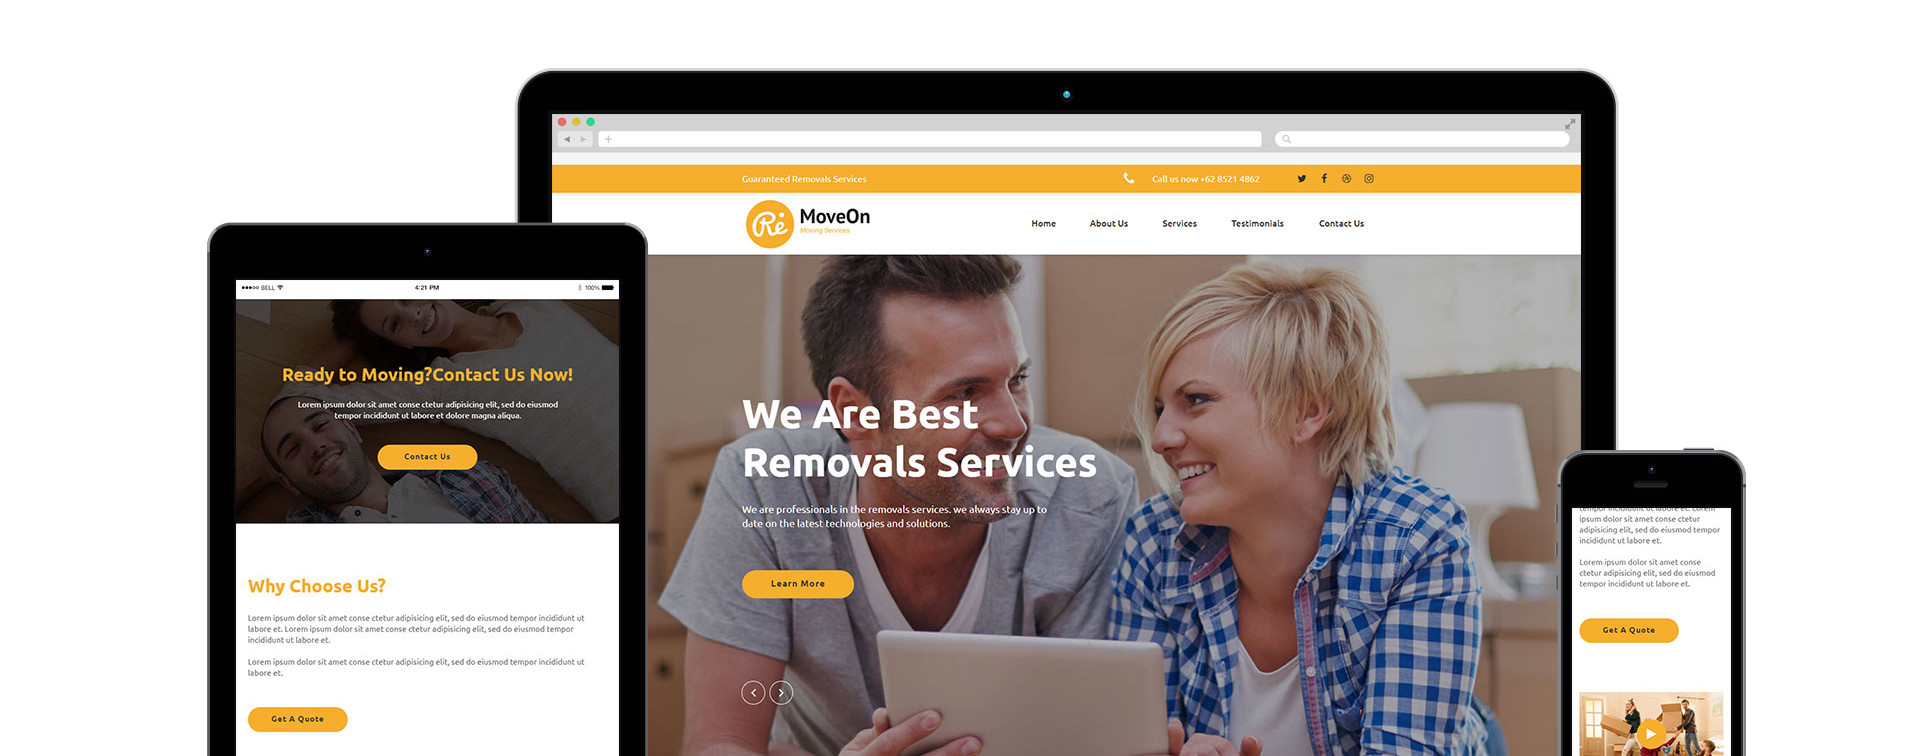 Guaranteed Removals Services
Call us now +62 8521 4862
Re
MoveOn
Moving Services
Home
About Us
Services
Testimonials
Contact Us
We Are Best
Removals Services
We are professionals in the removals services. we always stay up to
date on the latest technologies and solutions.
Learn More
BELL
4:21 PM
100%
Ready to Moving?Contact Us Now!
Lorem ipsum dolor sit amet conse ctetur adipisicing elit, sed do eiusmod
tempor incididunt ut labore et dolore magna aliqua.
Contact Us
Why Choose Us?
Lorem ipsum dolor sit amet conse ctetur adipisicing elit, sed do eiusmod tempor incididunt ut
labore et. Lorem ipsum dolor sit amet conse ctetur adipisicing elit, sed do eiusmod tempor
incididunt ut labore et.
Lorem ipsum dolor sit amet conse ctetur adipisicing elit, sed do eiusmod tempor incididunt ut
labore et.
Get A Quote
tempor incididunt ut labore et. Lorem
ipsum dolor sit amet conse ctetur
adipisicing elit, sed do eiusmod tempor
incididunt ut labore et.
Lorem ipsum dolor sit amet conse
ctetur adipisicing elit, sed do eiusmod
tempor incididunt ut labore et.
Get A Quote